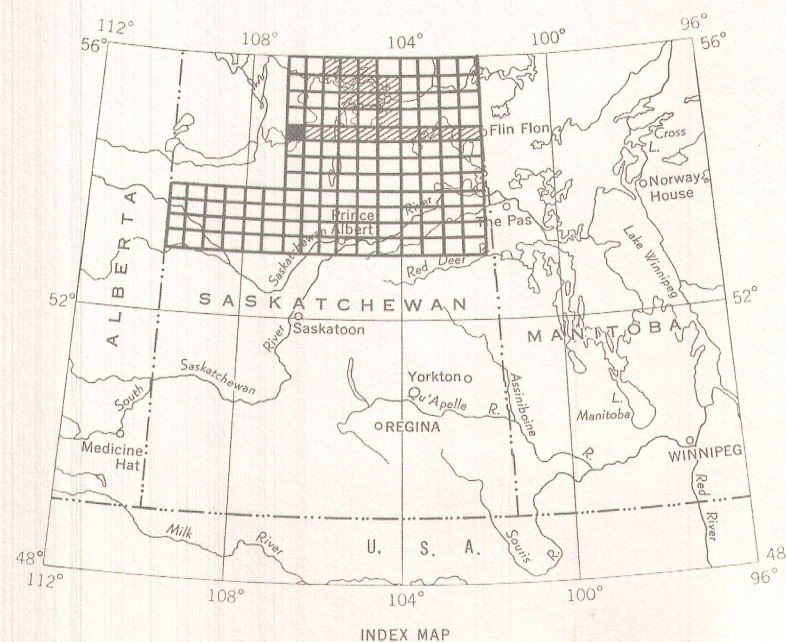 112°
108°
104°
100°
96°
56°
56°
Flin Flon
Cross
L.
Norway
House
ALBERTA
Prince
Albert
Saskatchewan
River
The Pas
Red Deer
R.
Lake Winnipeg
52°
SASKATCHEWAN
52°
MANITOBA
Saskatoon
River
Saskatchewan
South
Yorkton
Qu'Apelle
R.
Assiniboine
R.
L.
Manitoba
REGINA
Medicine
Hat
WINNIPEG
Red
River
Milk
River
U. S. A.
Souris
R.
48°
48
112°
108°
104°
100°
96°
INDEX MAP